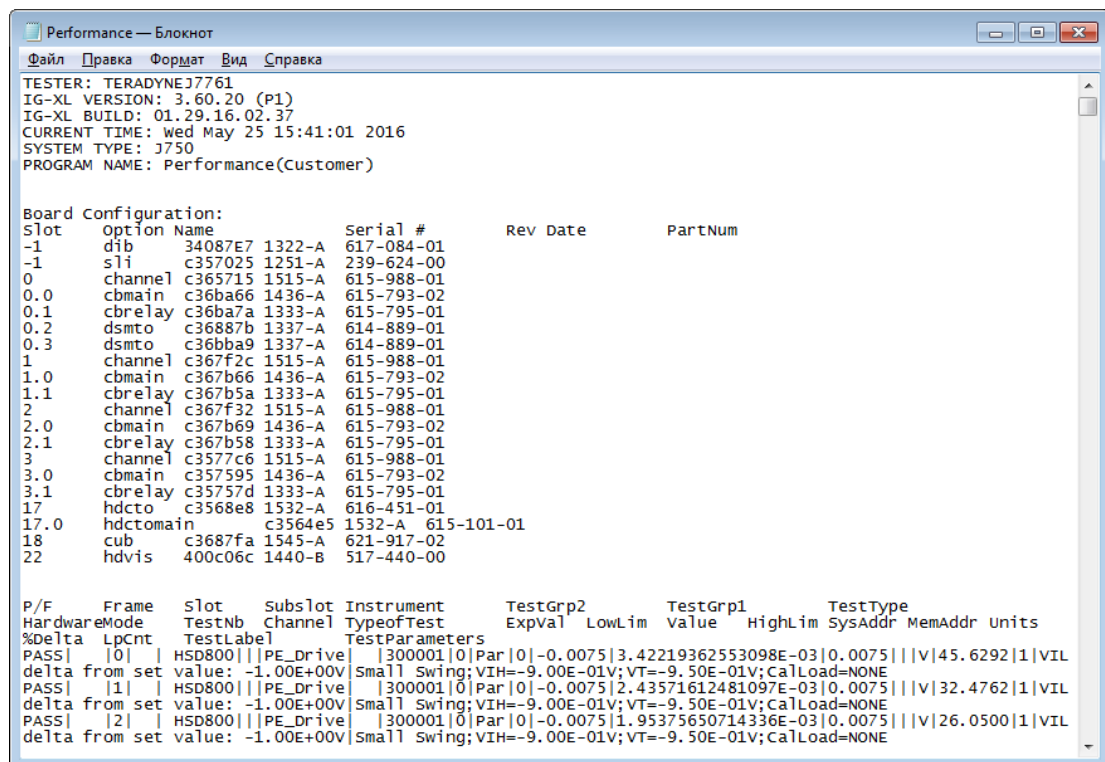 Performance — Блокнот
Файл Правка Формат Вид Справка
TESTER: TERADYNEJ7761
IG-XL VERSION: 3.60.20 (P1)
IG-XL BUILD: 01.29.16.02.37
CURRENT TIME: Wed May 25 15:41:01 2016
SYSTEM TYPE: J750
PROGRAM NAME: Performance(Customer)
Board Configuration:
Slot Option Name Serial # Rev Date PartNum
-1 dib 34087E7 1322-A 617-084-01
-1 sli c357025 1251-A 239-624-00
0 channel c365715 1515-A 615-988-01
0.0 cbmain c36ba66 1436-A 615-793-02
0.1 cbrelay c36ba7a 1333-A 615-795-01
0.2 dsmto c36887b 1337-A 614-889-01
0.3 dsmto c36bba9 1337-A 614-889-01
1 channel c367f2c 1515-A 615-988-01
1.0 cbmain c367b66 1436-A 615-793-02
1.1 cbrelay c367b5a 1333-A 615-795-01
2 channel c367f32 1515-A 615-988-01
2.0 cbmain c367b69 1436-A 615-793-02
2.1 cbrelay c367b58 1333-A 615-795-01
3 channel c3577c6 1515-A 615-988-01
3.0 cbmain c357595 1436-A 615-793-02
3.1 cbrelay c35757d 1333-A 615-795-01
17 hdcto c3568e8 1532-A 616-451-01
17.0 hdctomain c3564e5 1532-A 615-101-01
18 cub c3687fa 1545-A 621-917-02
22 hdvis 400c06c 1440-B 517-440-00
P/F Frame Slot Subslot Instrument TestGrp2 TestGrp1 TestType
HardwareMode TestNb Channel TypeofTest ExpVal LowLim Value HighLim SysAddr MemAddr Units
%Delta LpCnt TestLabel TestParameters
PASS| |0| | HSD800|||PE_Drive| |300001|0|Par|0|-0.0075|3.42219362553098E-03|0.0075|||V|45.6292|1|VIL
delta from set value: -1.00E+00V|Small Swing;VIH=-9.00E-01V;VT=-9.50E-01V;CalLoad=NONE
PASS| |1| | HSD800|||PE_Drive| |300001|0|Par|0|-0.0075|2.43571612481097E-03|0.0075|||V|32.4762|1|VIL
delta from set value: -1.00E+00V|Small Swing;VIH=-9.00E-01V;VT=-9.50E-01V;CalLoad=NONE
PASS| |2| | HSD800|||PE_Drive| |300001|0|Par|0|-0.0075|1.95375650714336E-03|0.0075|||V|26.0500|1|VIL
delta from set value: -1.00E+00V|Small Swing;VIH=-9.00E-01V;VT=-9.50E-01V;CalLoad=NONE